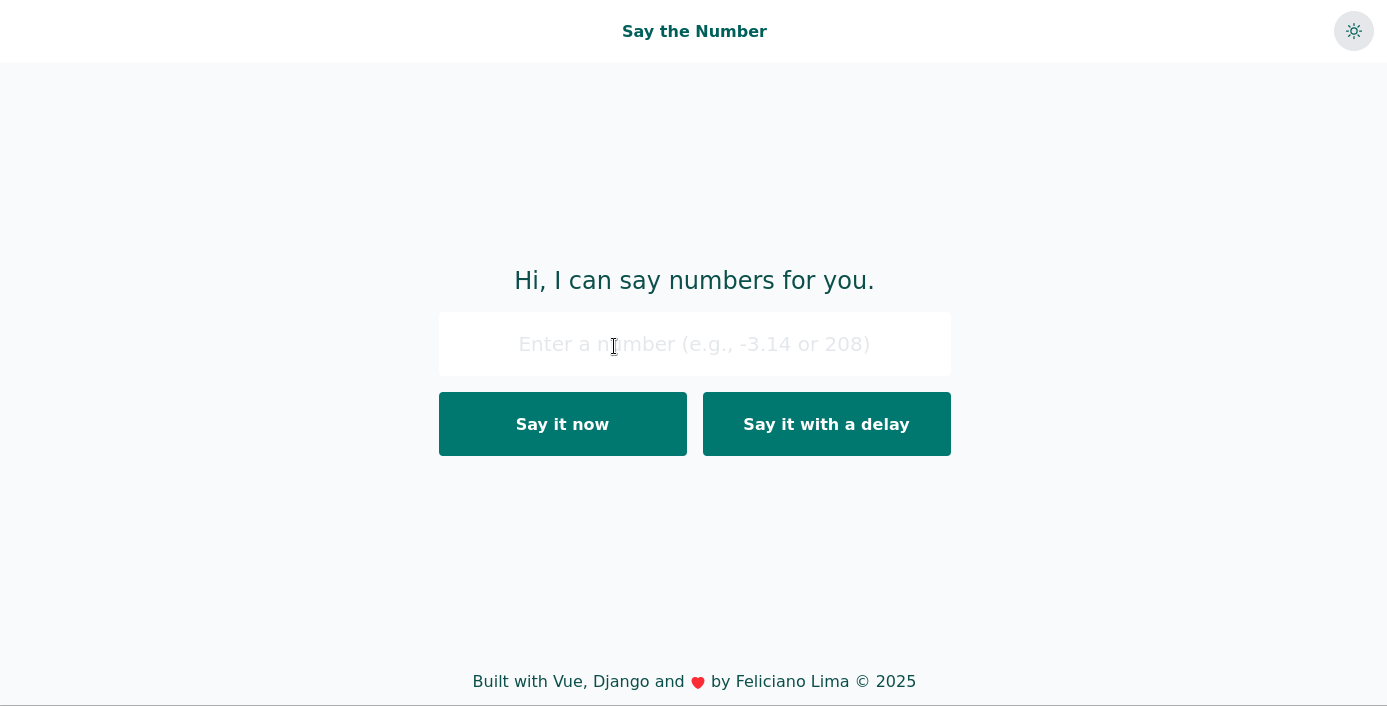 Say the Number
Hi, I can say numbers for you.
Enter a number (e.g., -3.14 or 208)
Say it now
Say it with a delay
Built with Vue, Django and ❤ by Feliciano Lima © 2025